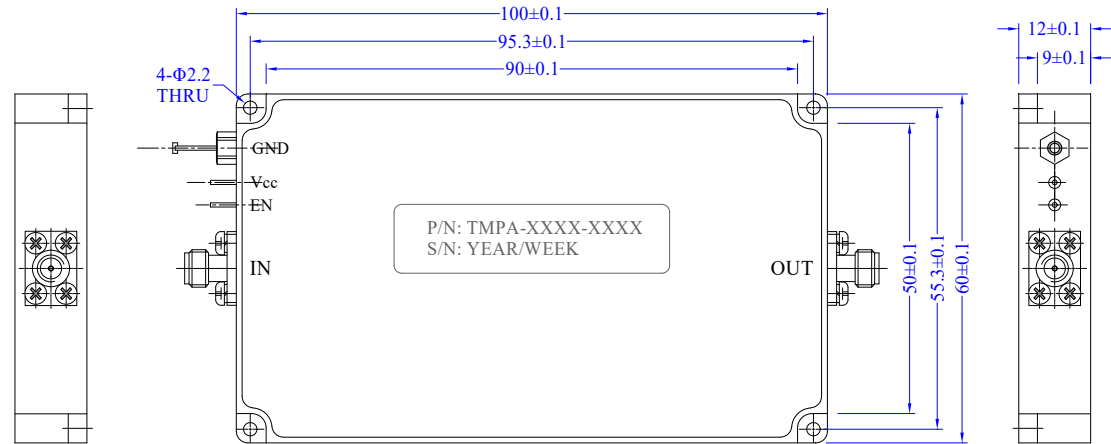 100±0.1
95.3±0.1
90±0.1
12±0.1
9±0.1
4-Φ2.2
THRU
GND
Vcc
EN
P/N: TMPA-XXXX-XXXX
S/N: YEAR/WEEK
IN
OUT
50±0.1
55.3±0.1
60±0.1